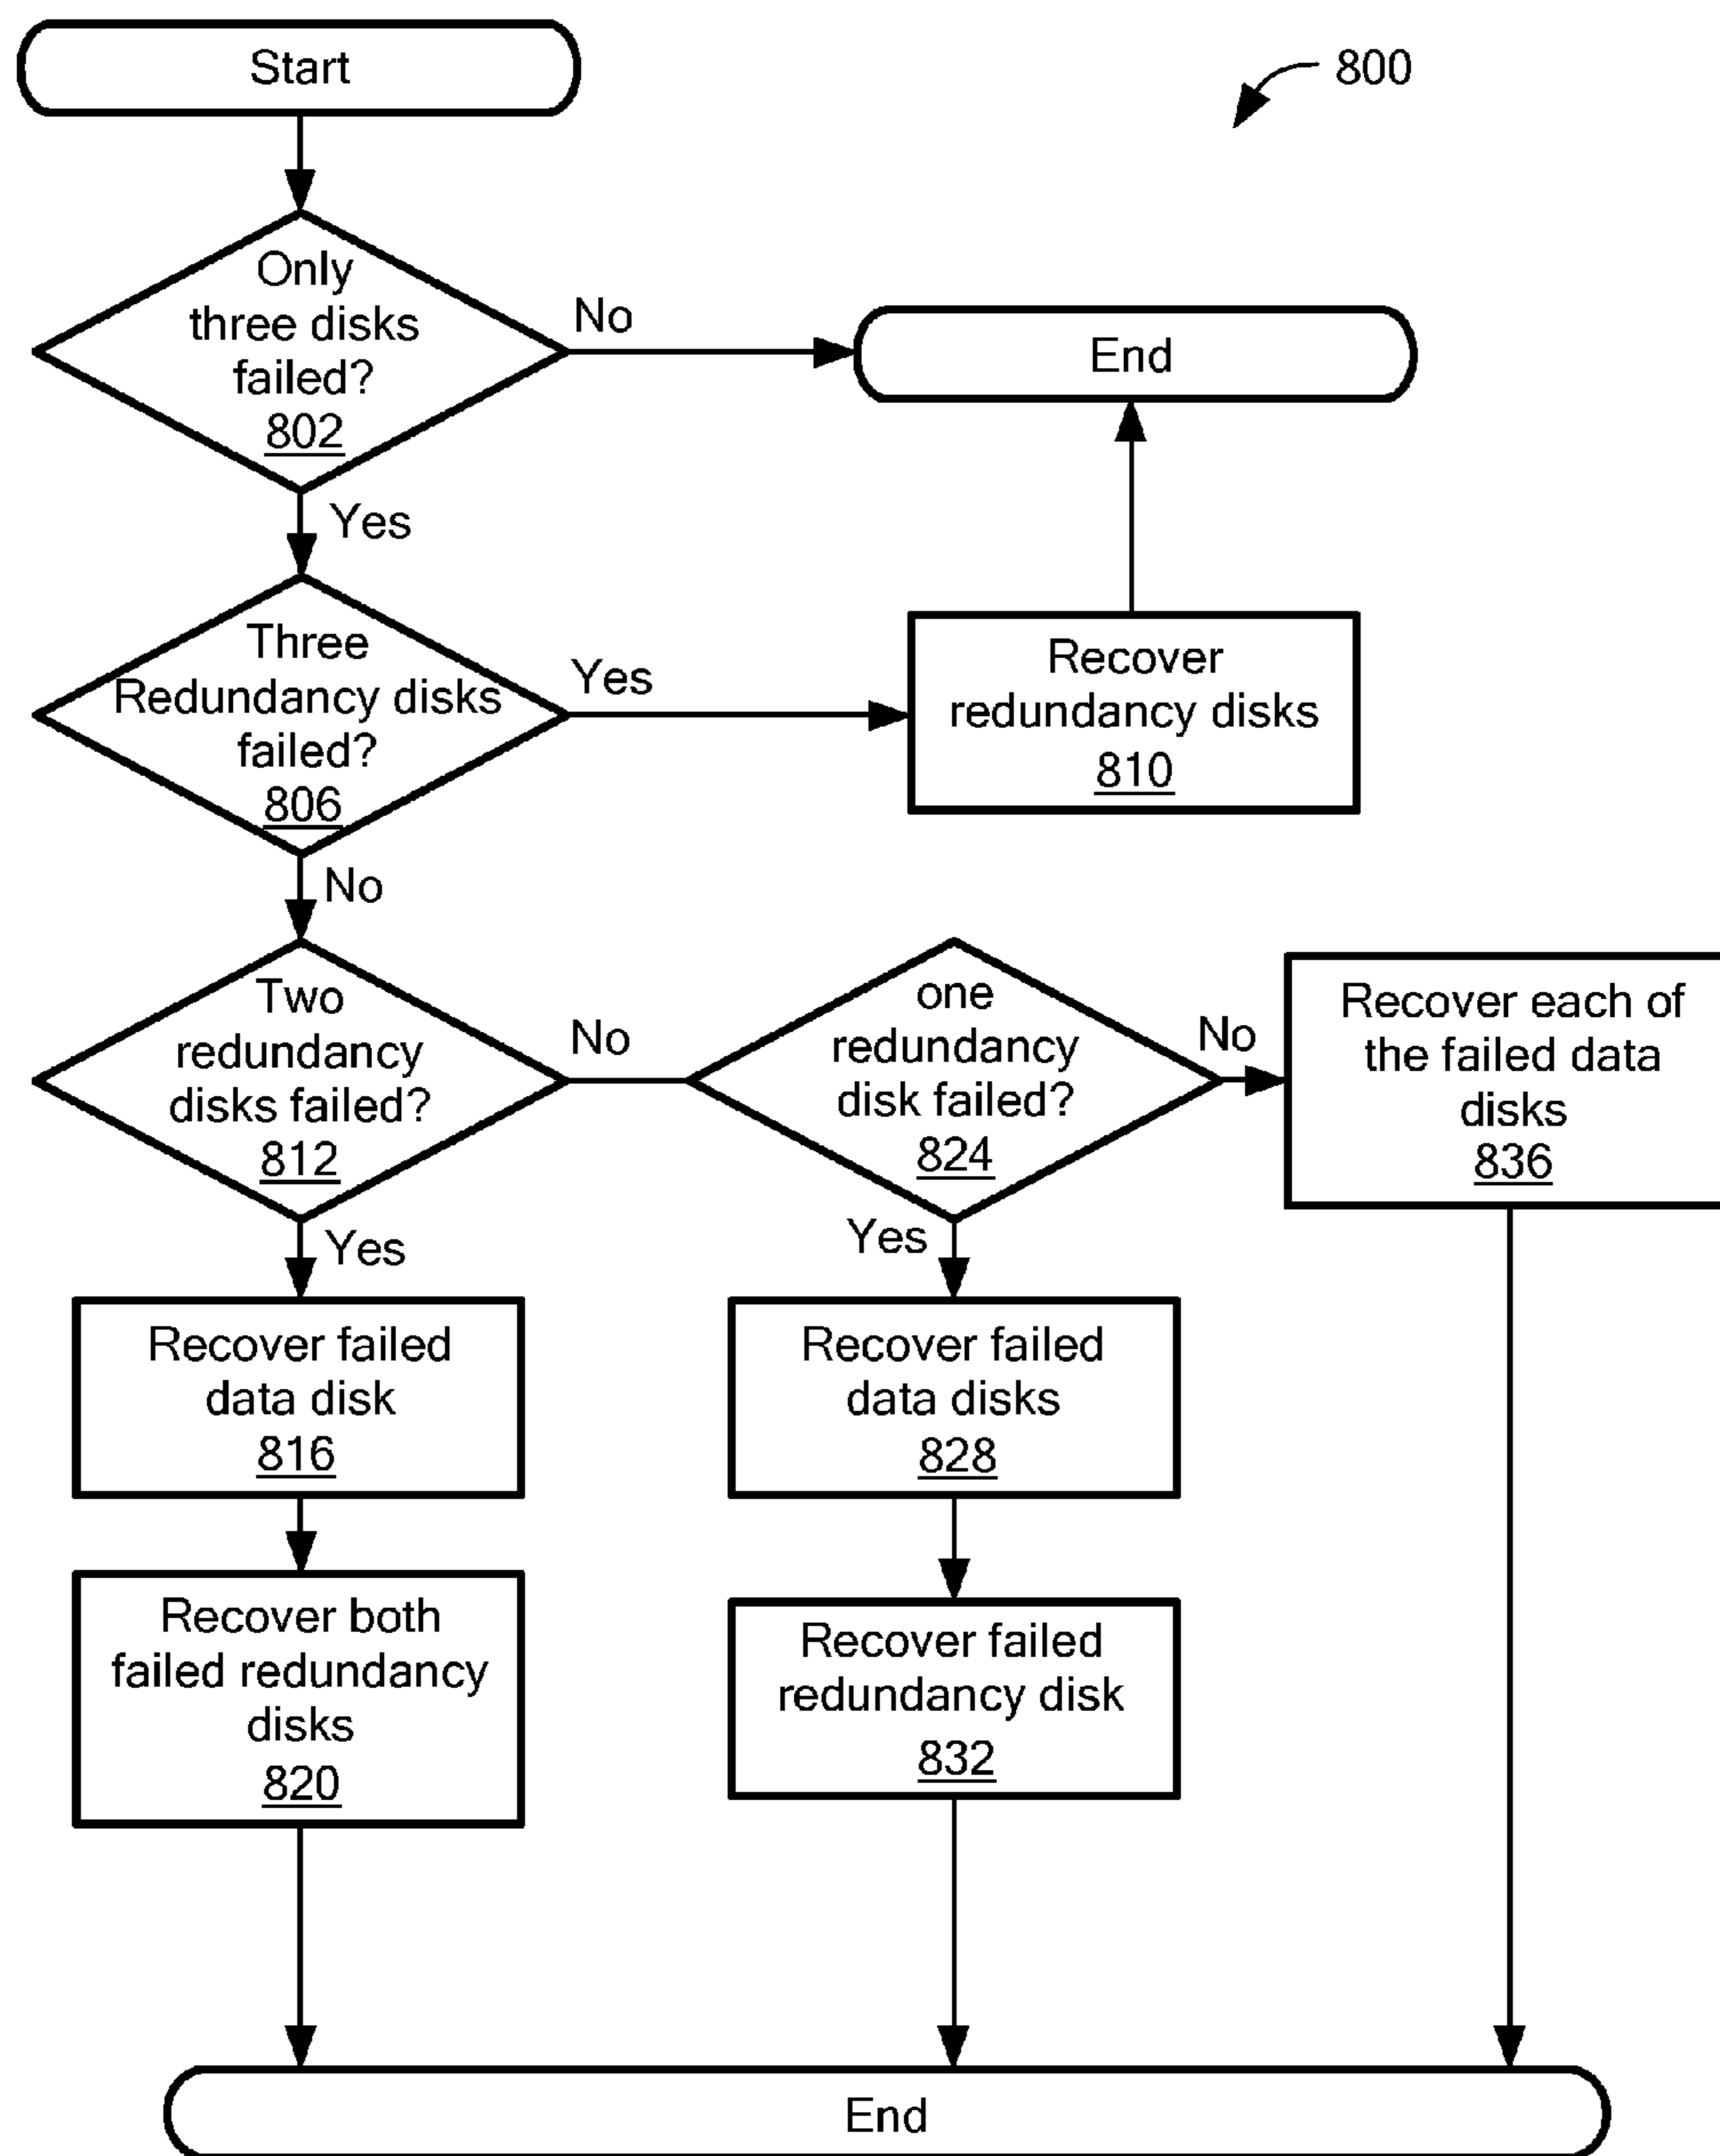 Start
800
Only
three disks
failed?
802
No
End
Yes
Three
Redundancy disks
failed?
806
Yes
Recover
redundancy disks
810
No
Two
redundancy
disks failed?
812
No
one
redundancy
disk failed?
824
No
Recover each of
the failed data
disks
836
Yes
Recover failed
data disk
816
Yes
Recover failed
data disks
828
Recover both
failed redundancy
disks
820
Recover failed
redundancy disk
832
End